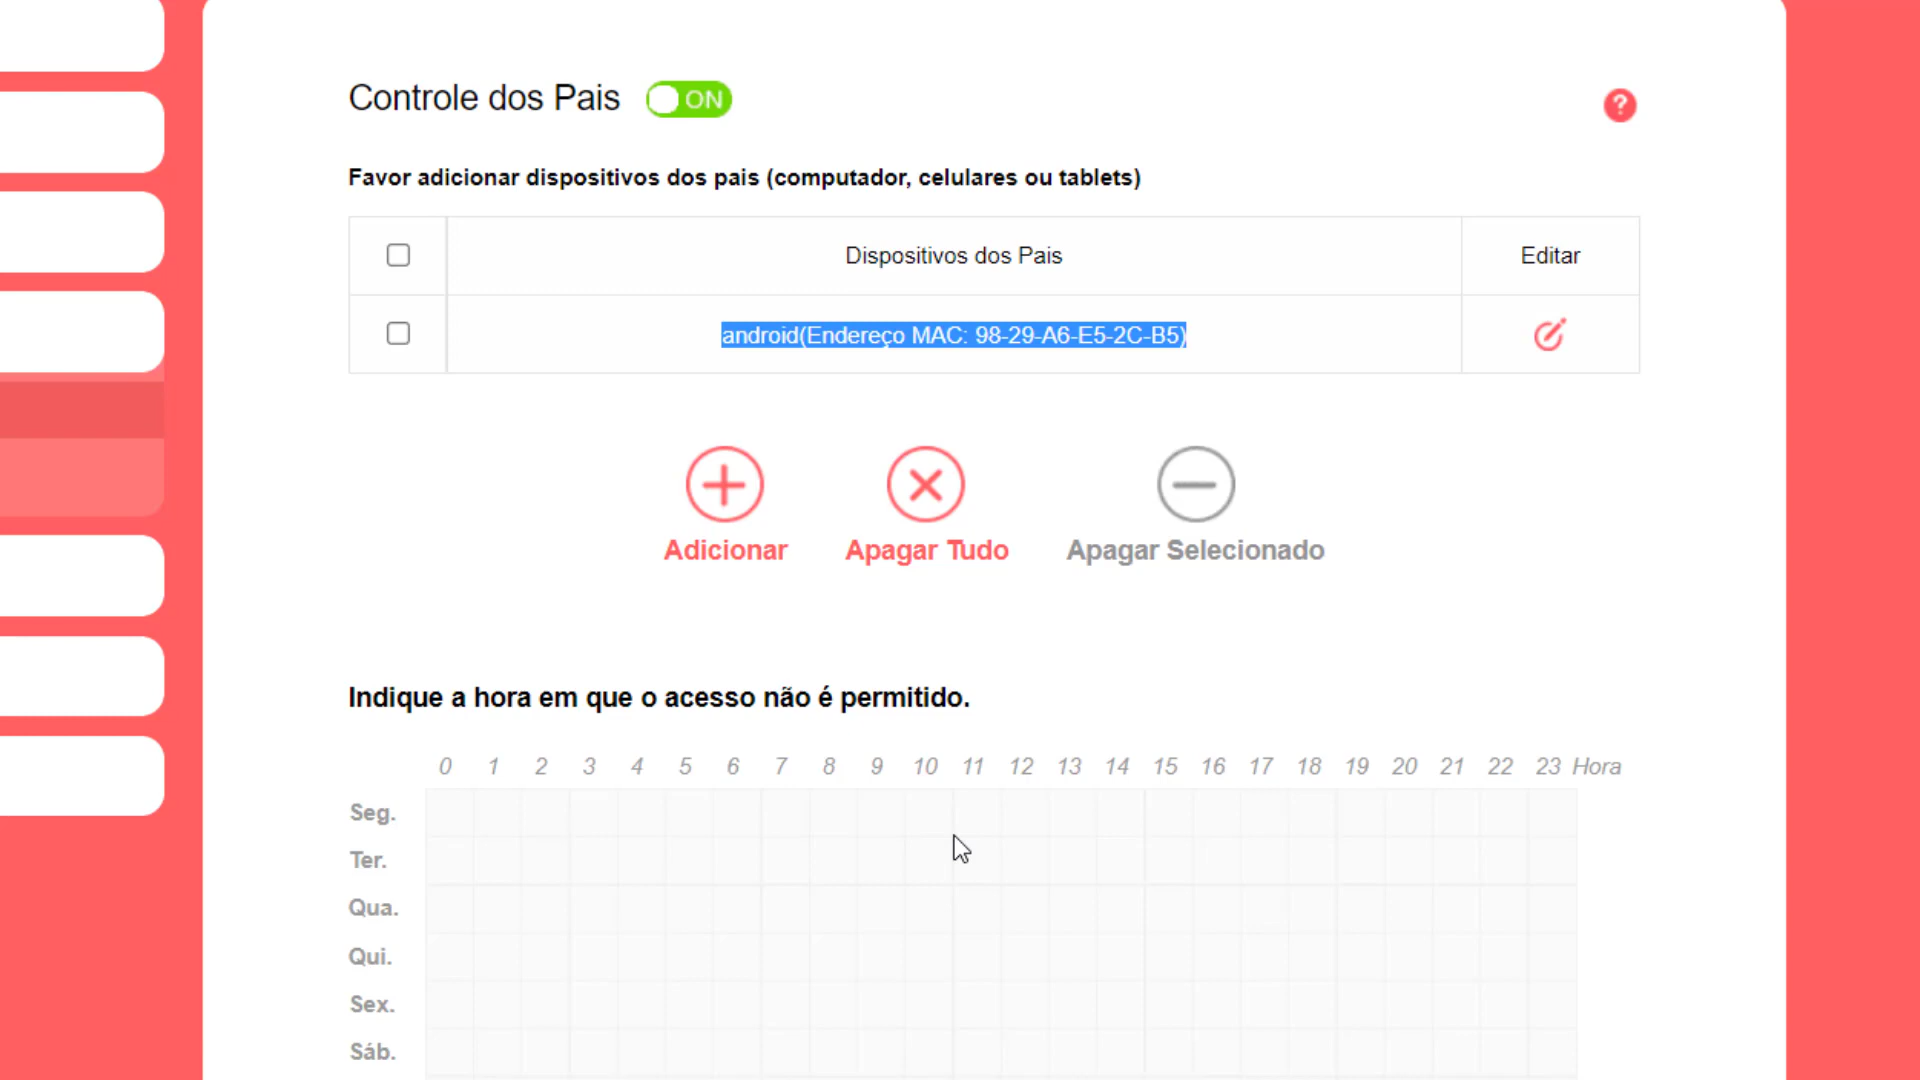 Controle dos Pais ON
?
Favor adicionar dispositivos dos pais (computador, celulares ou tablets)
Dispositivos dos Pais Editar
android(Endereço MAC: 98-29-A6-E5-2C-B5)
Adicionar Apagar Tudo Apagar Selecionado
Indique a hora em que o acesso não é permitido.
0 1 2 3 4 5 6 7 8 9 10 11 12 13 14 15 16 17 18 19 20 21 22 23 Hora
Seg.
Ter.
Qua.
Qui.
Sex.
Sáb.